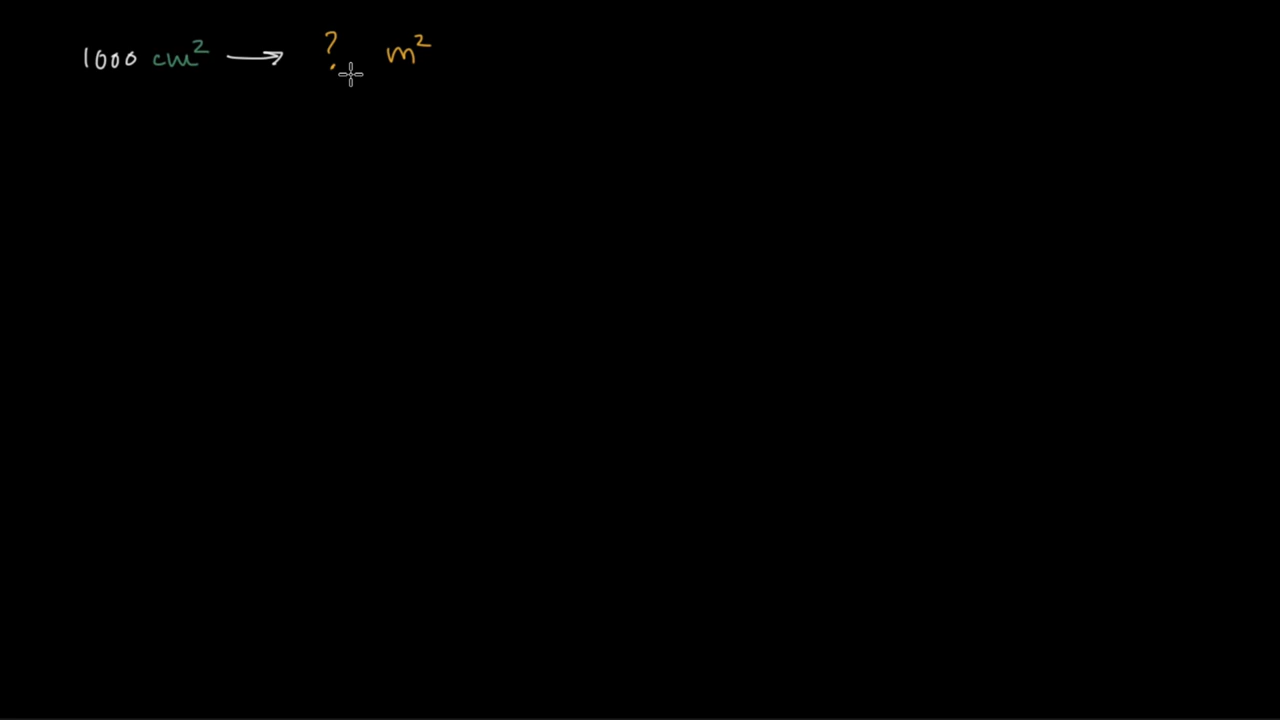 1000 cm² → ? m²